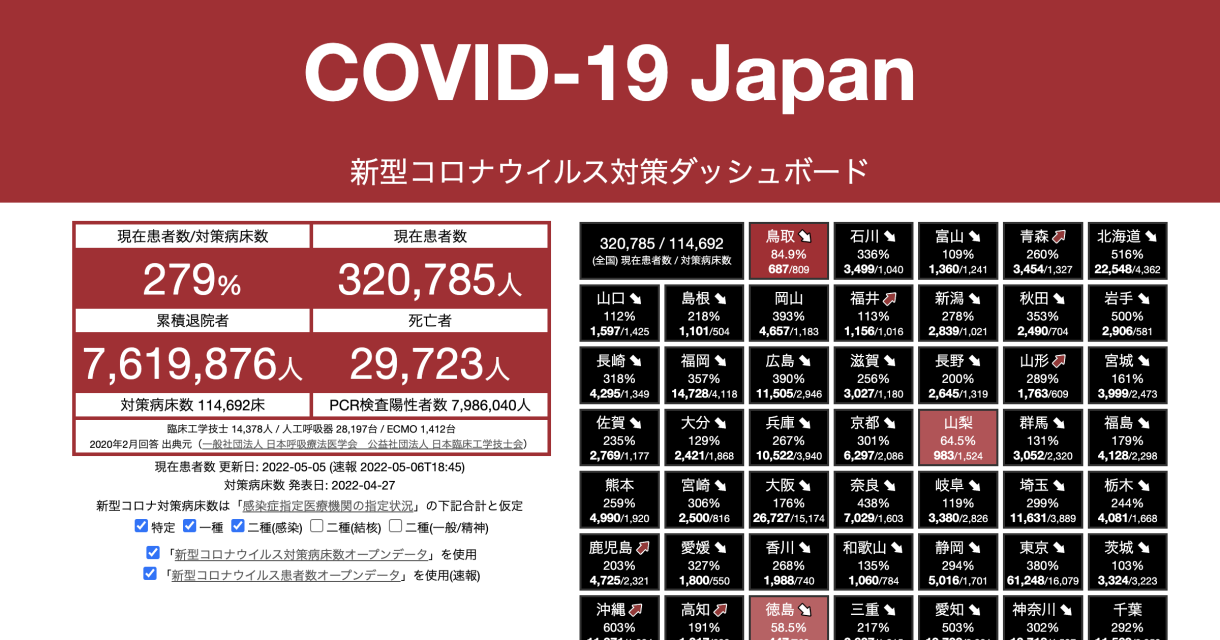 COVID-19 Japan
新型コロナウイルス対策ダッシュボード
現在患者数/対策病床数
現在患者数
279%
320,785人
累積退院者
死亡者
7,619,876人
29,723人
対策病床数 114,692床
PCR検査陽性者数 7,986,040人
臨床工学技士 14,378人 / 人工呼吸器 28,197台 / ECMO 1,412台
2020年2月回答 出典元（一般社団法人 日本呼吸療法医学会　公益社団法人 日本臨床工学技士会）
現在患者数 更新日: 2022-05-05 (速報 2022-05-06T18:45)
対策病床数 発表日: 2022-04-27
新型コロナ対策病床数は「感染症指定医療機関の指定状況」の下記合計と仮定
特定 一種 二種(感染) 二種(結核) 二種(一般/精神)
「新型コロナウイルス対策病床数オープンデータ」を使用
「新型コロナウイルス患者数オープンデータ」を使用(速報)
320,785 / 114,692
(全国) 現在患者数 / 対策病床数
鳥取
84.9%
687/809
石川
336%
3,499/1,040
富山
109%
1,360/1,241
青森
260%
3,454/1,327
北海道
516%
22,548/4,362
山口
112%
1,597/1,425
島根
218%
1,101/504
岡山
393%
4,657/1,183
福井
113%
1,156/1,016
新潟
278%
2,839/1,021
秋田
353%
2,490/704
岩手
500%
2,906/581
長崎
318%
4,295/1,349
福岡
357%
14,728/4,118
広島
390%
11,505/2,946
滋賀
256%
3,027/1,180
長野
200%
2,645/1,319
山形
289%
1,763/609
宮城
161%
3,999/2,473
佐賀
235%
2,769/1,177
大分
129%
2,421/1,868
兵庫
267%
10,522/3,940
京都
301%
6,297/2,086
山梨
64.5%
983/1,524
群馬
131%
3,052/2,320
福島
179%
4,128/2,298
熊本
259%
4,990/1,920
宮崎
306%
2,500/816
大阪
176%
26,727/15,174
奈良
438%
7,029/1,603
岐阜
119%
3,380/2,826
埼玉
299%
11,631/3,889
栃木
244%
4,081/1,668
鹿児島
203%
4,725/2,321
愛媛
327%
1,800/550
香川
268%
1,988/740
和歌山
135%
1,060/784
静岡
294%
5,016/1,701
東京
380%
61,248/16,079
茨城
103%
3,324/3,223
沖縄
603%
高知
191%
徳島
58.5%
三重
217%
愛知
503%
神奈川
302%
千葉
292%